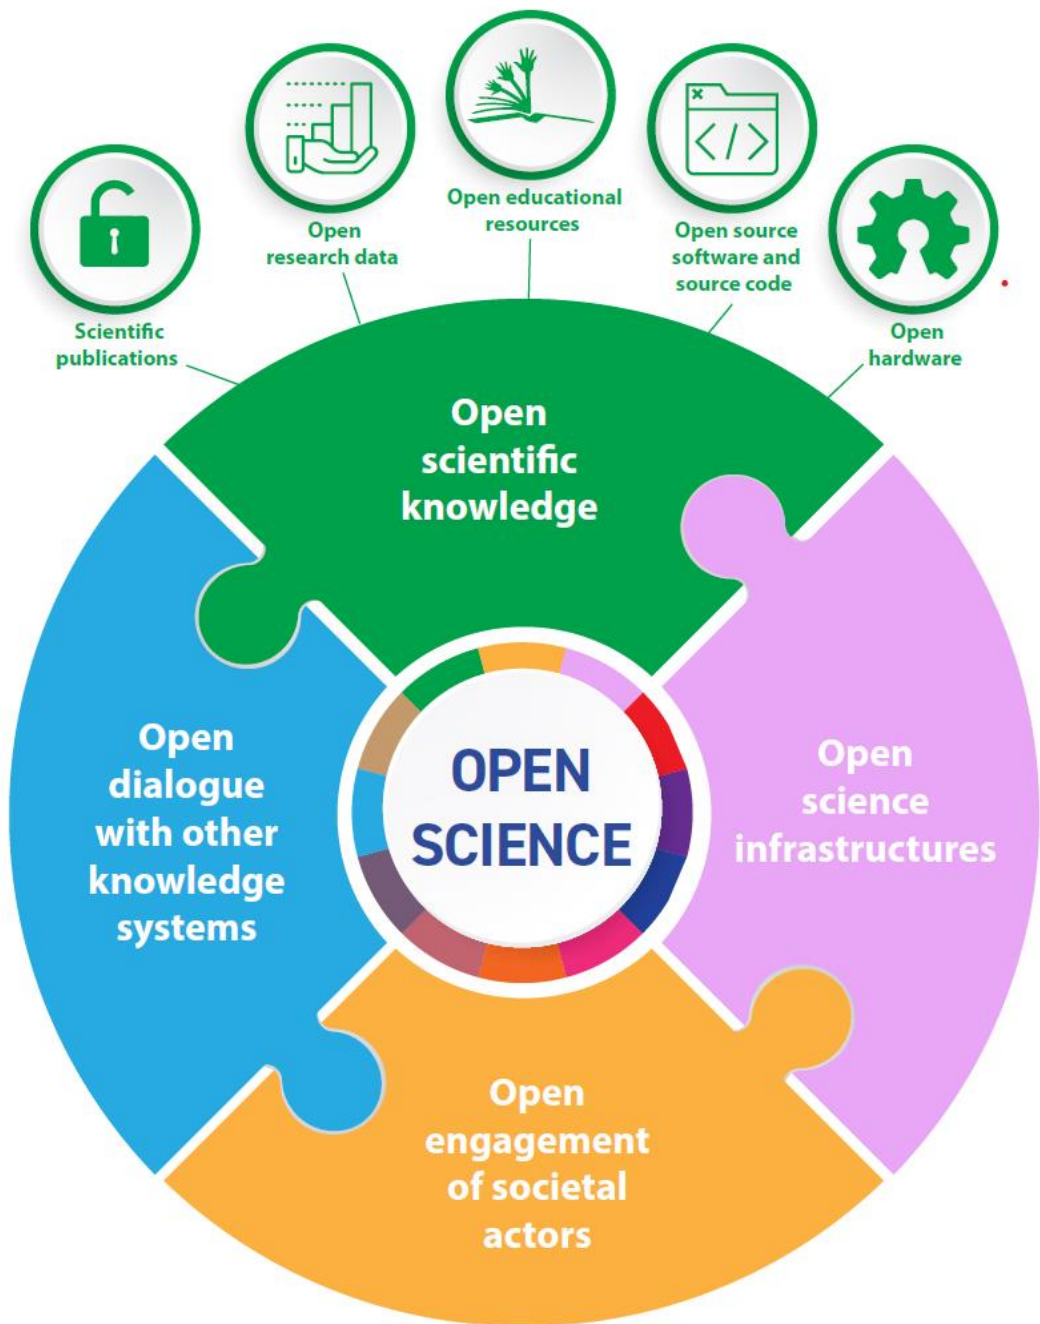 Scientific
publications
Open
research data
Open educational
resources
Open source
software and
source code
Open
hardware
Open
scientific
knowledge
Open
dialogue
with other
knowledge
systems
OPEN
SCIENCE
Open
science
infrastructures
Open
engagement
of societal
actors